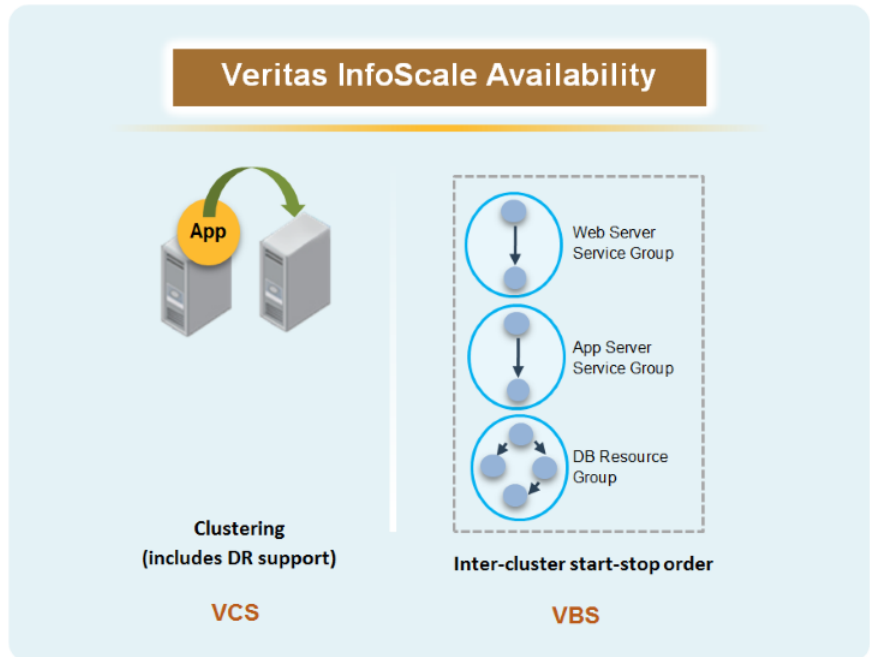 Veritas InfoScale Availability
App
Clustering
(includes DR support)
VCS
Web Server
Service Group
App Server
Service Group
DB Resource
Group
Inter-cluster start-stop order
VBS